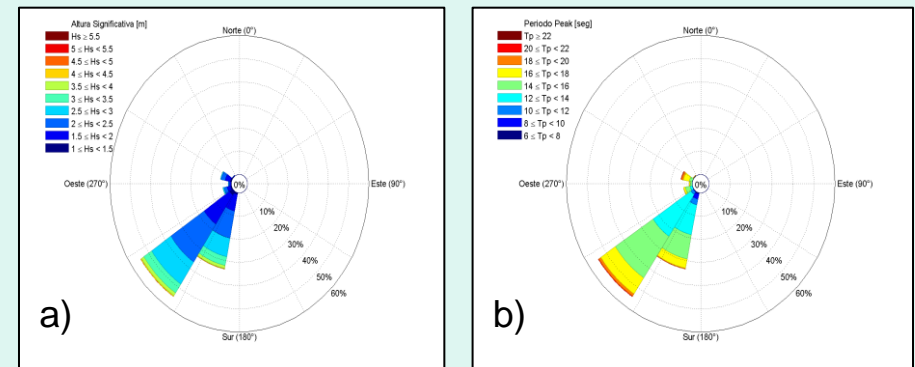 Altura Significativa [m]
Hs ≥ 5.5
5 ≤ Hs < 5.5
4.5 ≤ Hs < 5
4 ≤ Hs < 4.5
3.5 ≤ Hs < 4
3 ≤ Hs < 3.5
2.5 ≤ Hs < 3
2 ≤ Hs < 2.5
1.5 ≤ Hs < 2
1 ≤ Hs < 1.5
Norte (0°)
Oeste (270°)
Este (90°)
0%
10%
20%
30%
40%
50%
60%
Sur (180°)
a)
Periodo Peak [seg]
Tp ≥ 22
20 ≤ Tp < 22
18 ≤ Tp < 20
16 ≤ Tp < 18
14 ≤ Tp < 16
12 ≤ Tp < 14
10 ≤ Tp < 12
8 ≤ Tp < 10
6 ≤ Tp < 8
Norte (0°)
Oeste (270°)
Este (90°)
0%
10%
20%
30%
40%
50%
60%
Sur (180°)
b)